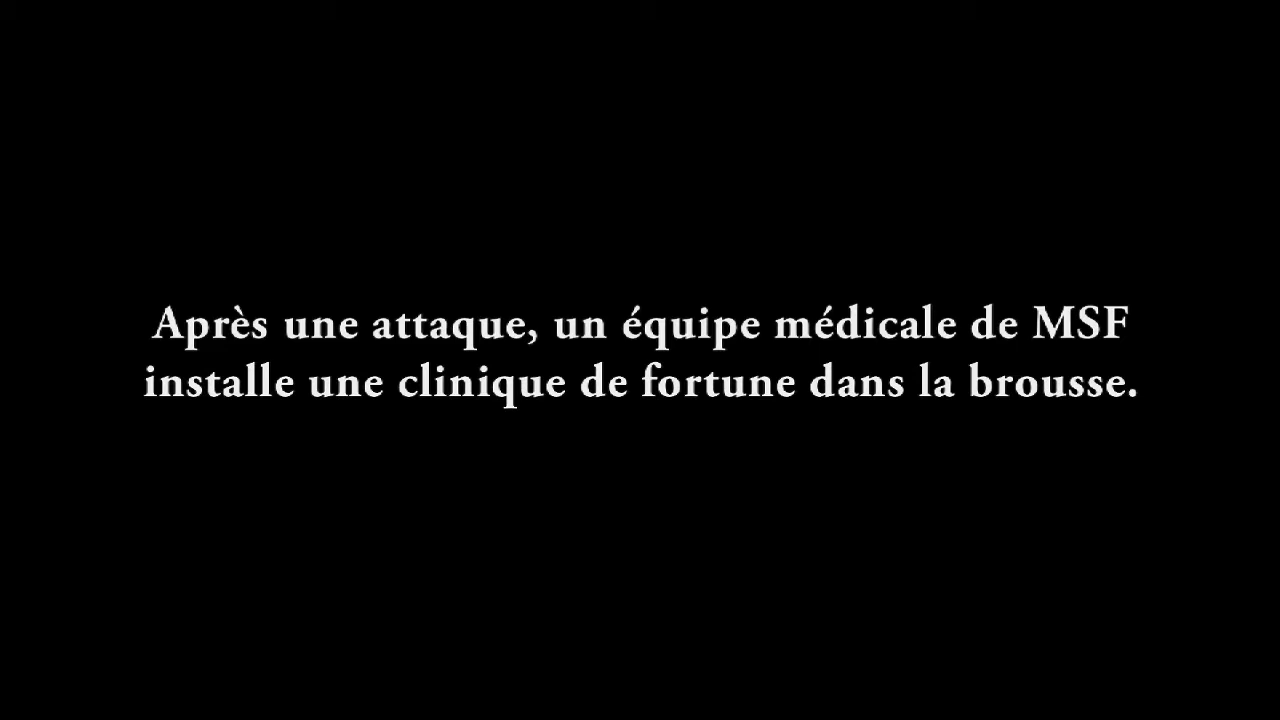 Après une attaque, un équipe médicale de MSF
installe une clinique de fortune dans la brousse.